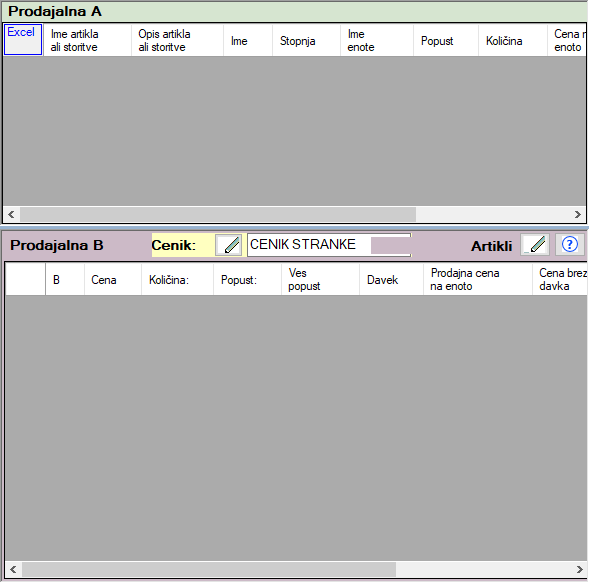 Prodajalna A
Excel Ime artikla ali storitve Opis artikla ali storitve Ime Stopnja Ime enote Popust Količina Cena enoto
Prodajalna B Cenik: CENIK STRANKE Artikli ?
B Cena Količina: Popust: Ves popust Davek Prodajna cena na enoto Cena brez davka